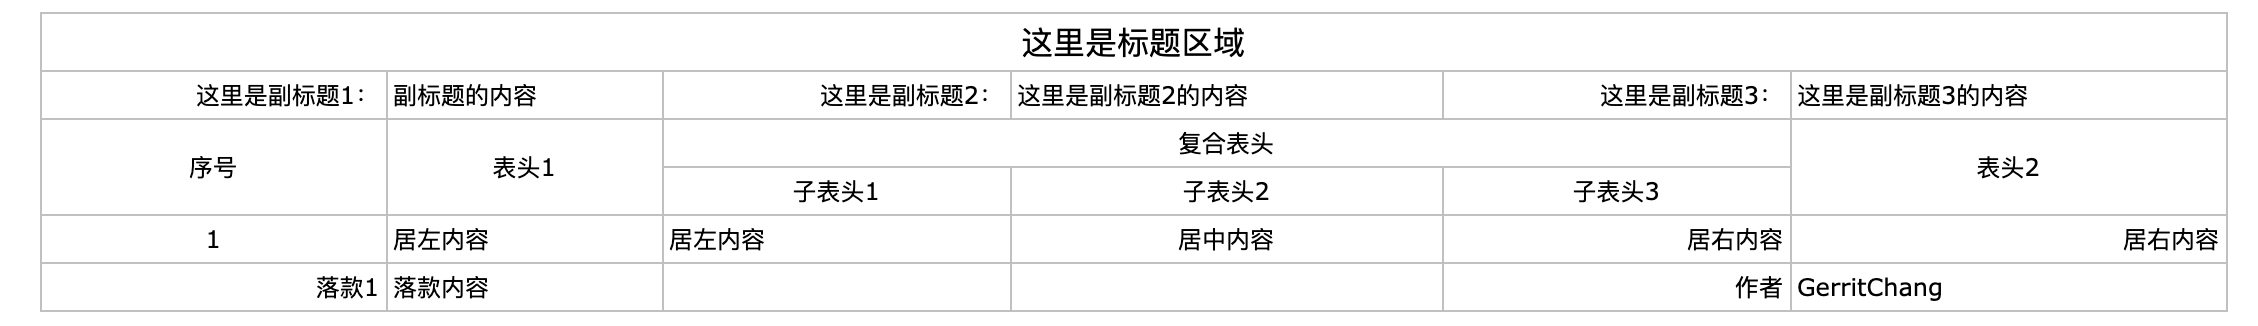 这里是标题区域
这里是副标题1： 副标题的内容 这里是副标题2： 这里是副标题2的内容 这里是副标题3： 这里是副标题3的内容
序号 表头1 复合表头 表头2
子表头1 子表头2 子表头3
1 居左内容 居左内容 居中内容 居右内容 居右内容
落款1 落款内容 作者 GerritChang